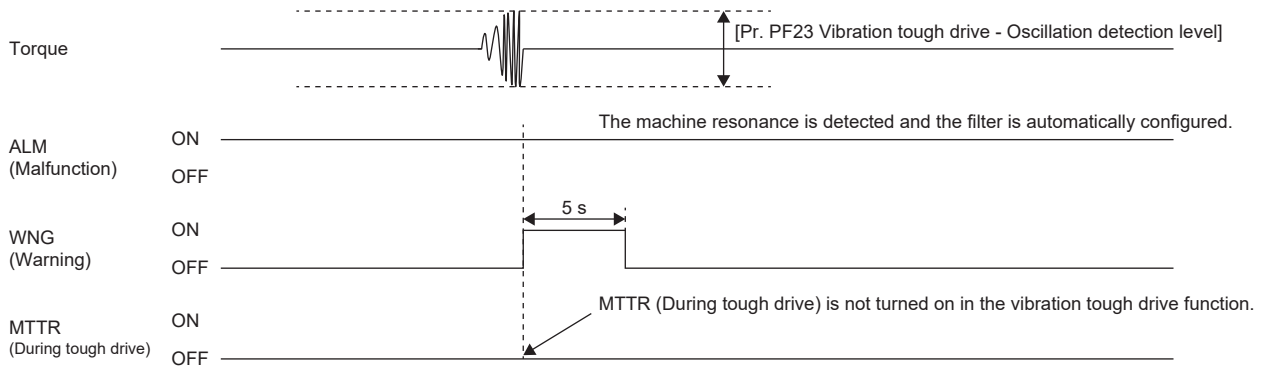 [Pr. PF23 Vibration tough drive - Oscillation detection level]
Torque
The machine resonance is detected and the filter is automatically configured.
ALM
(Malfunction)
ON
OFF
5 s
WNG
(Warning)
ON
OFF
MTTR (During tough drive) is not turned on in the vibration tough drive function.
MTTR
(During tough drive)
ON
OFF